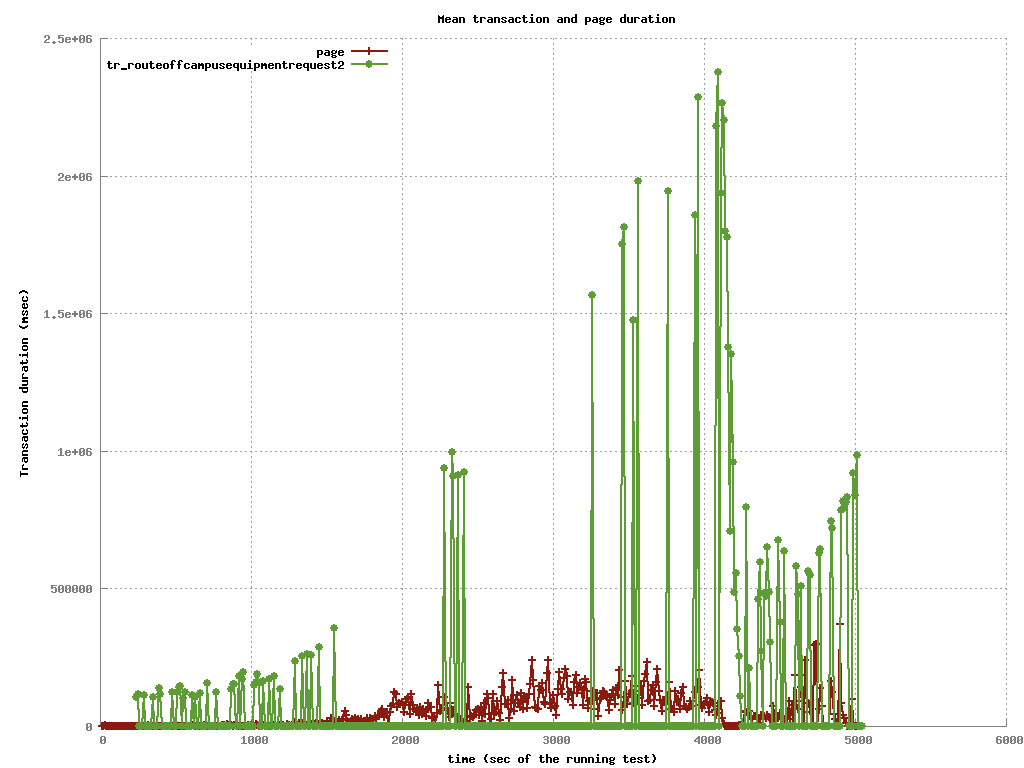 Mean transaction and page duration
2.5e+06
page
tr_routeoffcampusequipmentrequest2
2e+06
1.5e+06
Transaction duration (msec)
1e+06
500000
0
0 1000 2000 3000 4000 5000 6000
time (sec of the running test)